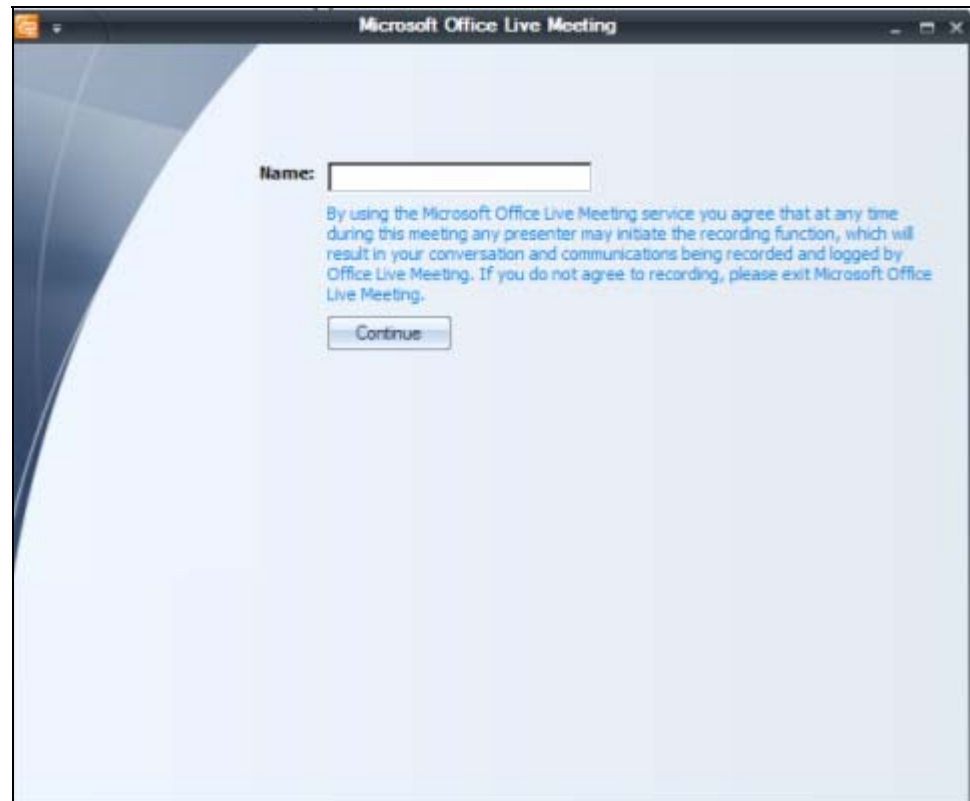 Microsoft Office Live Meeting
Name:
By using the Microsoft Office Live Meeting service you agree that at any time
during this meeting any presenter may initiate the recording function, which will
result in your conversation and communications being recorded and logged by
Office Live Meeting. If you do not agree to recording, please exit Microsoft Office
Live Meeting.
Continue